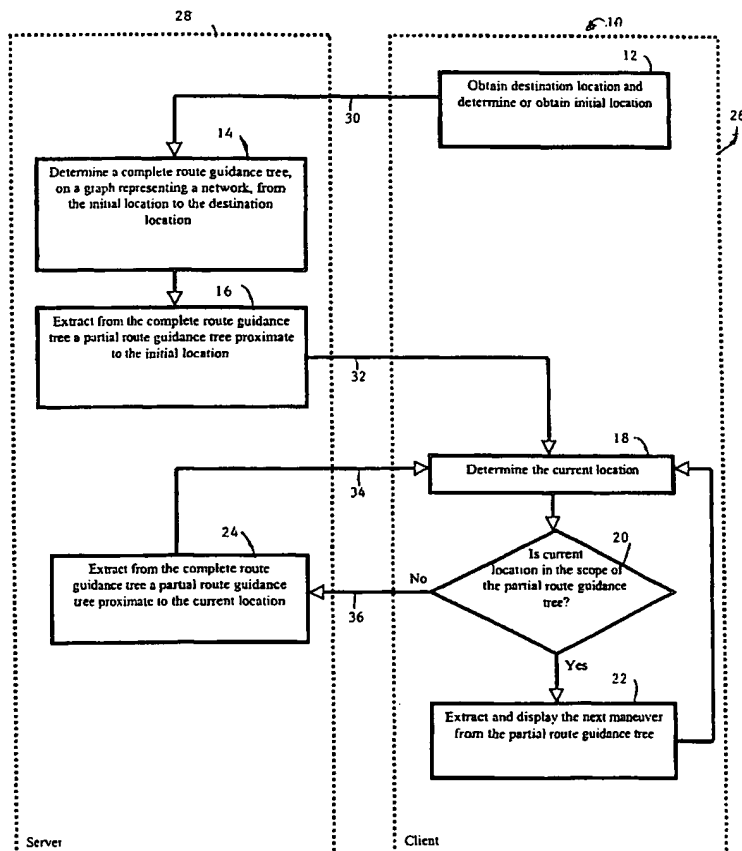 28
10
12
Obtain destination location and
determine or obtain initial location
26
30
14
Determine a complete route guidance tree,
on a graph representing a network, from
the initial location to the destination
location
16
Extract from the complete route guidance
tree a partial route guidance tree proximate
to the initial location
32
18
Determine the current location
34
20
Is current
location in the scope of
the partial route guidance
tree?
24
Extract from the complete route
guidance tree a partial route guidance
tree proximate to the current location
No
36
Yes
22
Extract and display the next maneuver
from the partial route guidance tree
Server
Client